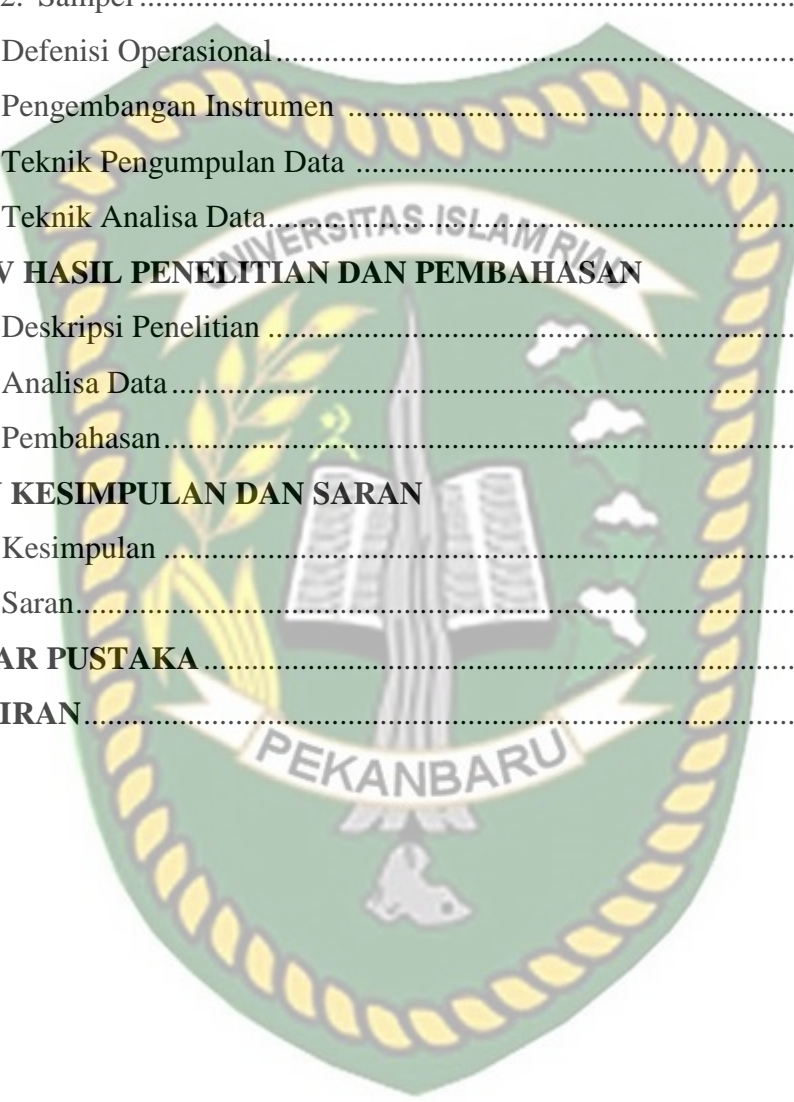 2. Sampel....................................................................
Defenisi Operasional....................................................................
Pengembangan Instrumen ....................................................................
Teknik Pengumpulan Data ....................................................................
Teknik Analisa Data....................................................................
UNIVERSITAS ISLAM RIAU
V HASIL PENELITIAN DAN PEMBAHASAN
Deskripsi Penelitian ....................................................................
Analisa Data....................................................................
Pembahasan....................................................................
KESIMPULAN DAN SARAN
Kesimpulan ....................................................................
Saran....................................................................
AR PUSTAKA....................................................................
IRAN....................................................................
PEKANBARU